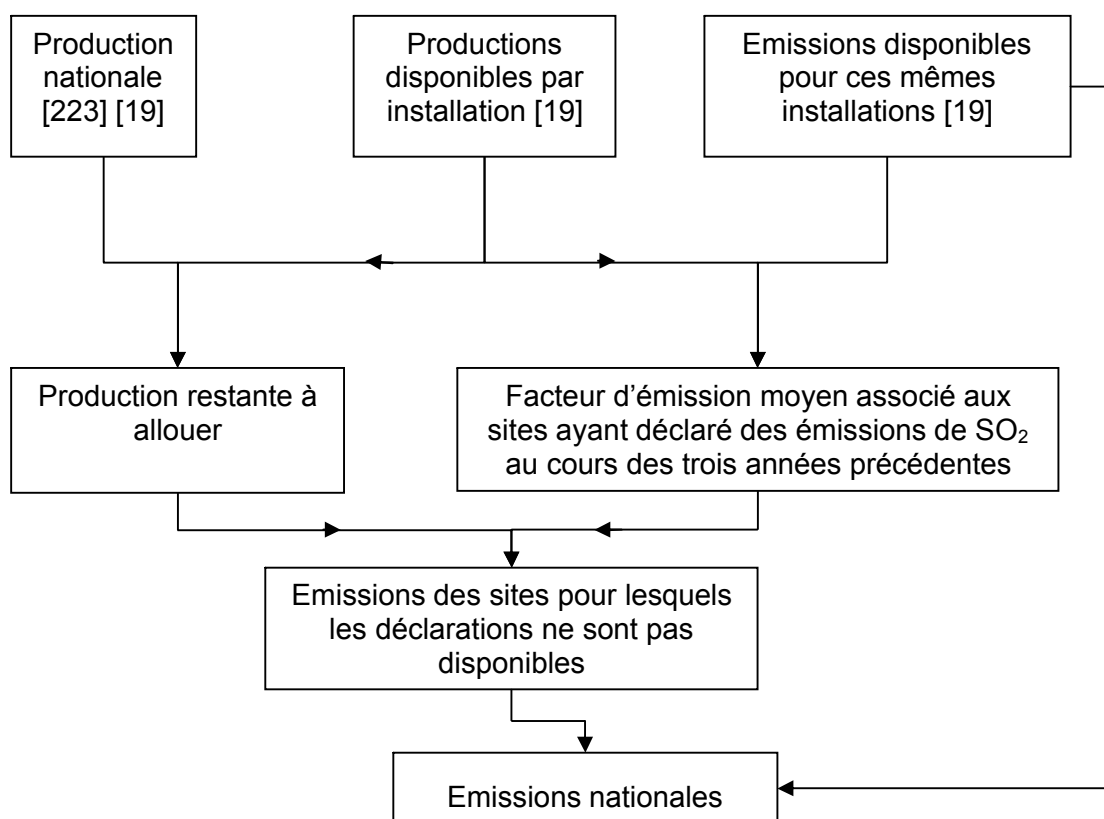 Production
nationale
[223] [19]
Productions
disponibles par
installation [19]
Emissions disponibles
pour ces mêmes
installations [19]
Production restante à
allouer
Facteur d’émission moyen associé aux
sites ayant déclaré des émissions de SO₂
au cours des trois années précédentes
Emissions des sites pour lesquels
les déclarations ne sont pas
disponibles
Emissions nationales